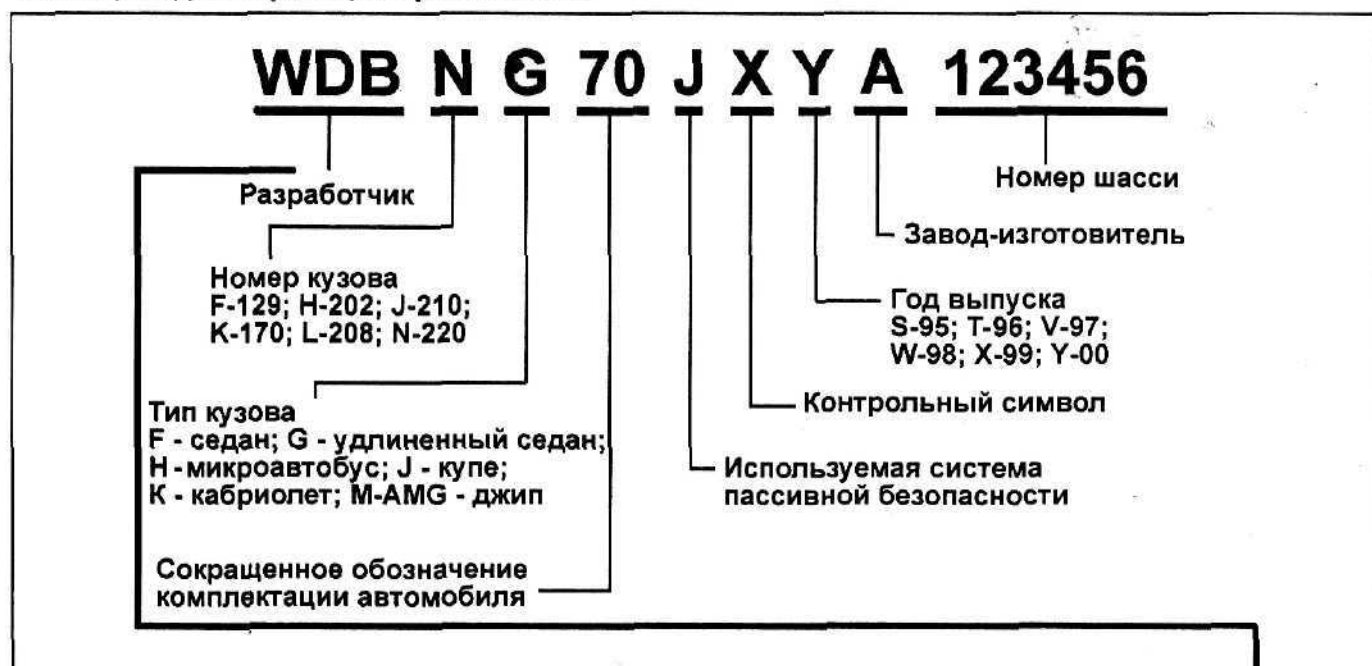 WDB N G 70 J X Y A 123456
Разработчик
Номер шасси
Завод-изготовитель
Номер кузова
F-129; H-202; J-210;
K-170; L-208; N-220
Год выпуска
S-95; T-96; V-97;
W-98; X-99; Y-00
Тип кузова
F - седан; G - удлиненный седан;
H - микроавтобус; J - купе;
К - кабриолет; M-AMG - джип
Контрольный символ
Используемая система
пассивной безопасности
Сокращенное обозначение
комплектации автомобиля